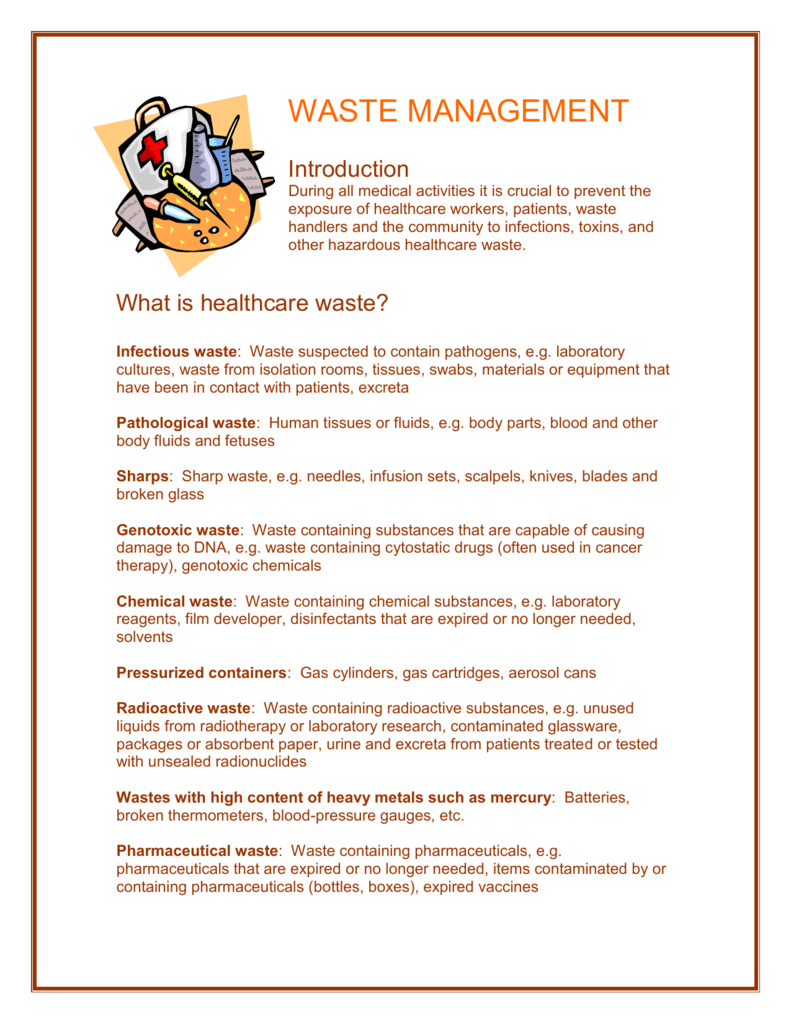 WASTE MANAGEMENT
Introduction
During all medical activities it is crucial to prevent the
exposure of healthcare workers, patients, waste
handlers and the community to infections, toxins, and
other hazardous healthcare waste.
What is healthcare waste?
Infectious waste:  Waste suspected to contain pathogens, e.g. laboratory
cultures, waste from isolation rooms, tissues, swabs, materials or equipment that
have been in contact with patients, excreta
Pathological waste:  Human tissues or fluids, e.g. body parts, blood and other
body fluids and fetuses
Sharps:  Sharp waste, e.g. needles, infusion sets, scalpels, knives, blades and
broken glass
Genotoxic waste:  Waste containing substances that are capable of causing
damage to DNA, e.g. waste containing cytostatic drugs (often used in cancer
therapy), genotoxic chemicals
Chemical waste:  Waste containing chemical substances, e.g. laboratory
reagents, film developer, disinfectants that are expired or no longer needed,
solvents
Pressurized containers:  Gas cylinders, gas cartridges, aerosol cans
Radioactive waste:  Waste containing radioactive substances, e.g. unused
liquids from radiotherapy or laboratory research, contaminated glassware,
packages or absorbent paper, urine and excreta from patients treated or tested
with unsealed radionuclides
Wastes with high content of heavy metals such as mercury:  Batteries,
broken thermometers, blood-pressure gauges, etc.
Pharmaceutical waste:  Waste containing pharmaceuticals, e.g.
pharmaceuticals that are expired or no longer needed, items contaminated by or
containing pharmaceuticals (bottles, boxes), expired vaccines